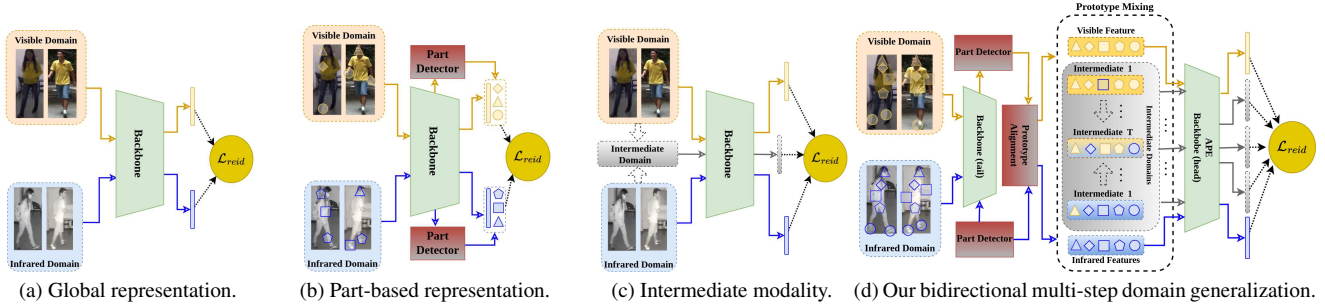 Visible Domain
Backbone
L_reid
Infrared Domain
(a) Global representation.
Visible Domain
Part
Detector
Backbone
L_reid
Part
Detector
Infrared Domain
(b) Part-based representation.
Visible Domain
Intermediate
Domain
Backbone
L_reid
Infrared Domain
(c) Intermediate modality.
Visible Domain
Part Detector
Backbone (tail)
Prototype
Alignment
Part Detector
Infrared Domain
Prototype Mixing
Visible Feature
Intermediate 1
Intermediate T
Intermediate 1
Intermediate Domains
Infrared Features
APE
Backbobe (head)
L_reid
(d) Our bidirectional multi-step domain generalization.